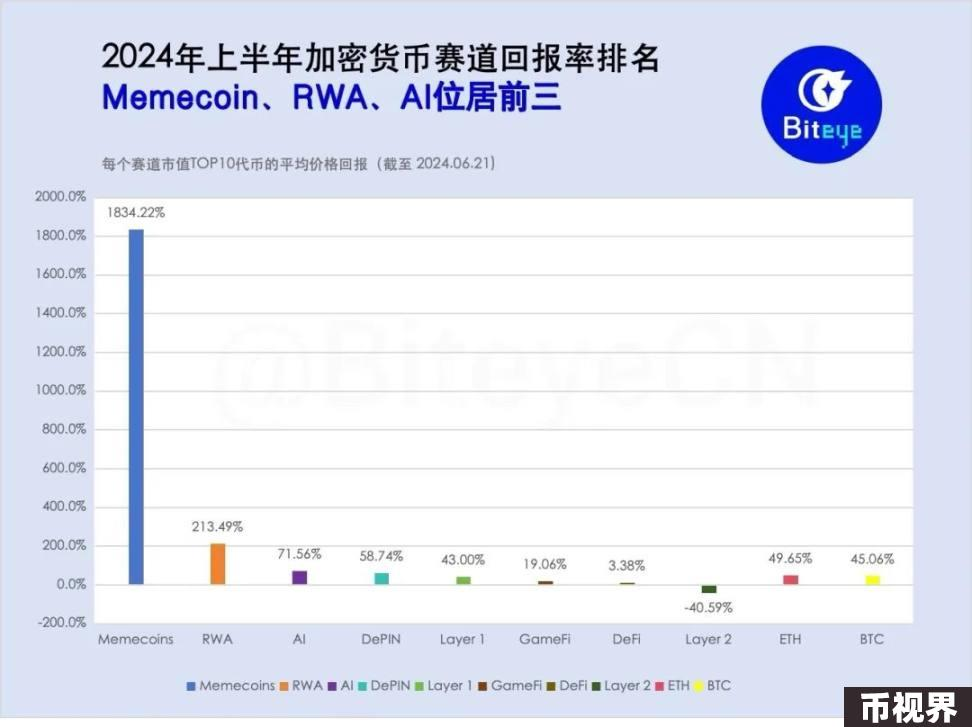 2024年上半年加密货币赛道回报率排名
Memecoin、RWA、AI位居前三
Biteye
每个赛道市值TOP10代币的平均价格回报（截至 2024.06.21）
2000.0%
1800.0%
1600.0%
1400.0%
1200.0%
1000.0%
800.0%
600.0%
400.0%
200.0%
0.0%
-200.0%
1834.22%
213.49%
71.56%
58.74%
43.00%
19.06%
3.38%
-40.59%
49.65%
45.06%
@BiteyeCN
Memecoins RWA AI DePIN Layer 1 GameFi DeFi Layer 2 ETH BTC
Memecoins RWA AI DePIN Layer 1 GameFi DeFi Layer 2 ETH BTC
币视界